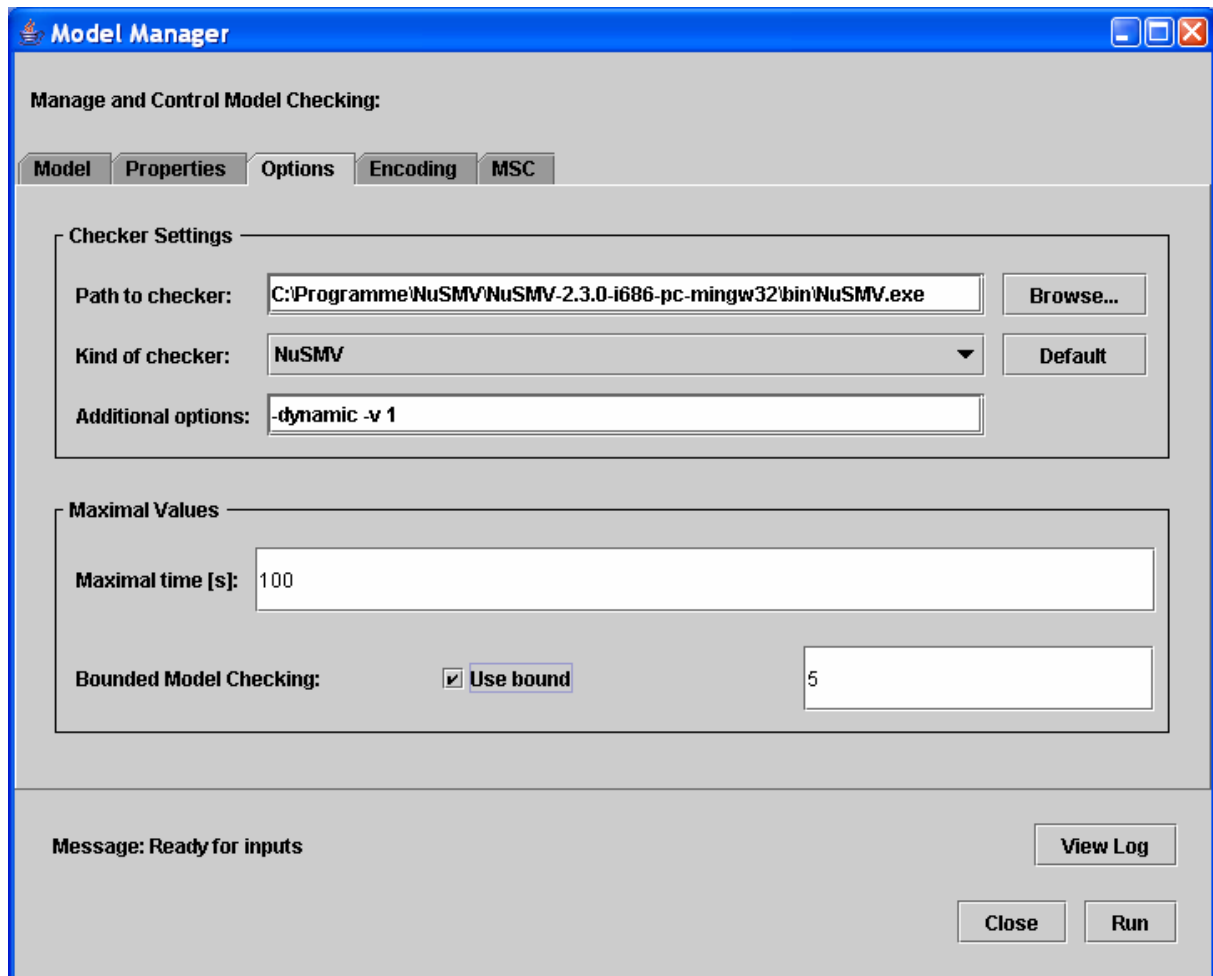 Model Manager
Manage and Control Model Checking:
Model Properties Options Encoding MSC
Checker Settings
Path to checker: C:\Programme\NuSMV\NuSMV-2.3.0-i686-pc-mingw32\bin\NuSMV.exe Browse...
Kind of checker: NuSMV Default
Additional options: -dynamic -v 1
Maximal Values
Maximal time [s]: 100
Bounded Model Checking: Use bound 5
Message: Ready for inputs View Log
Close Run